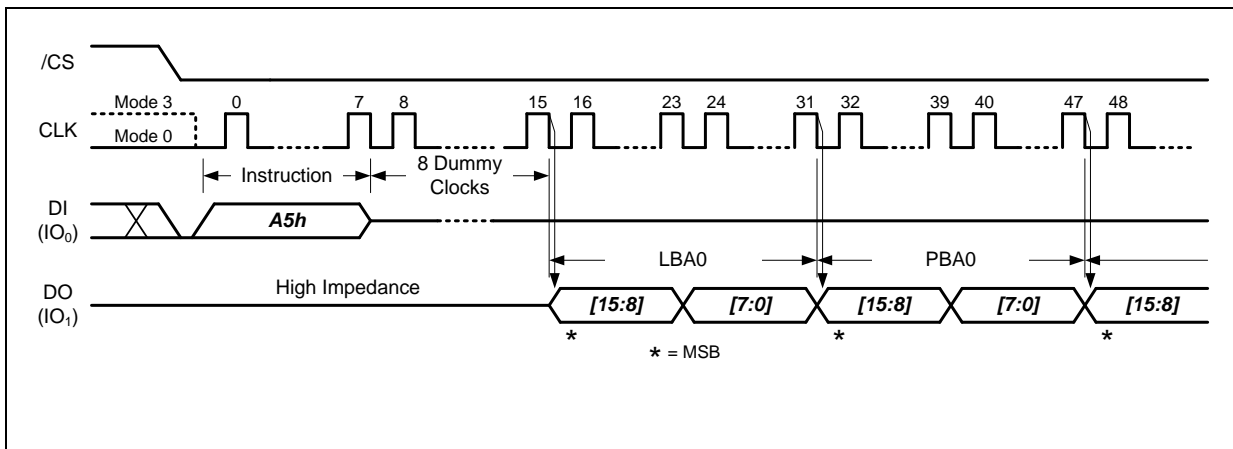 /CS
Mode 3
0 7 8 15 16 23 24 31 32 39 40 47 48
CLK
Mode 0
Instruction
8 Dummy
Clocks
DI
(IO0)
A5h
LBA0
PBA0
High Impedance
DO
(IO1)
[15:8] [7:0] [15:8] [7:0] [15:8]
* * *
* = MSB